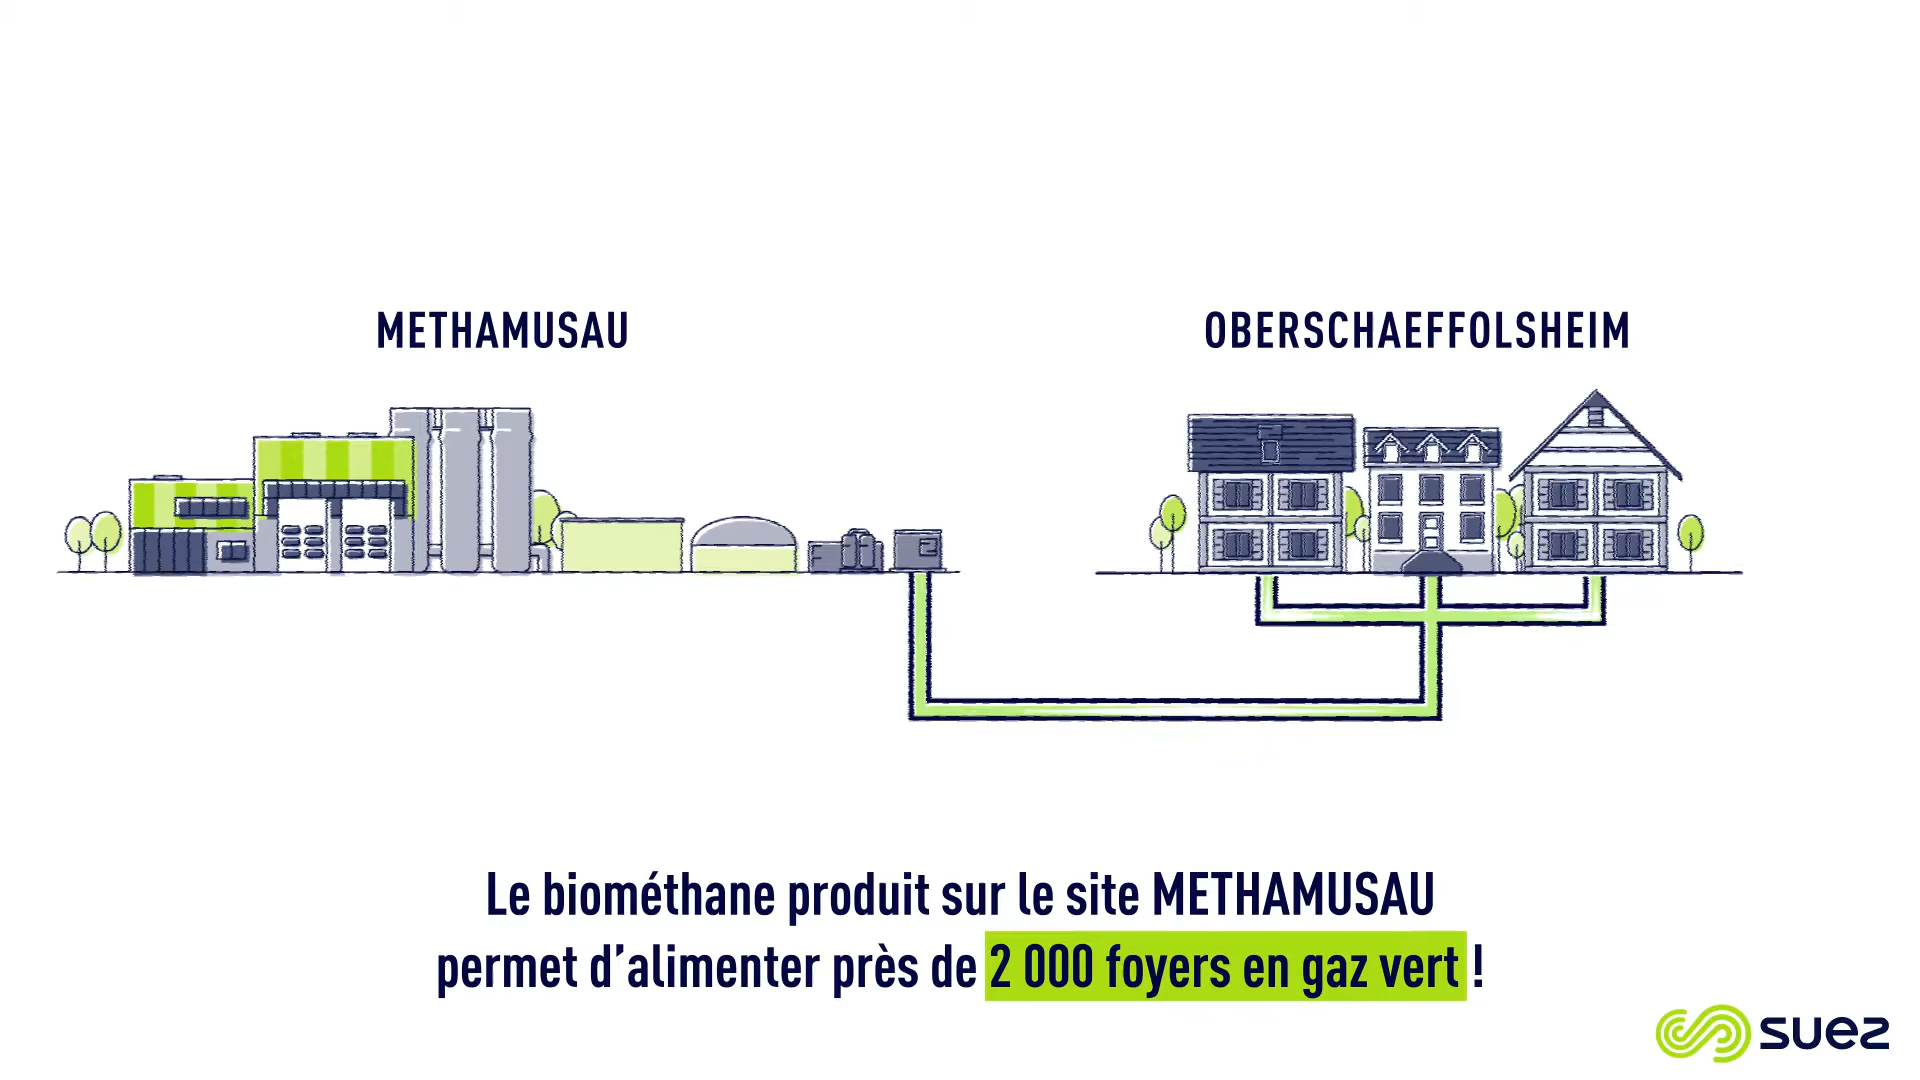 METHAMUSAU
OBERSCHAEFFOLSHEIM
Le biométhane produit sur le site METHAMUSAU
permet d’alimenter près de 2 000 foyers en gaz vert !
suez